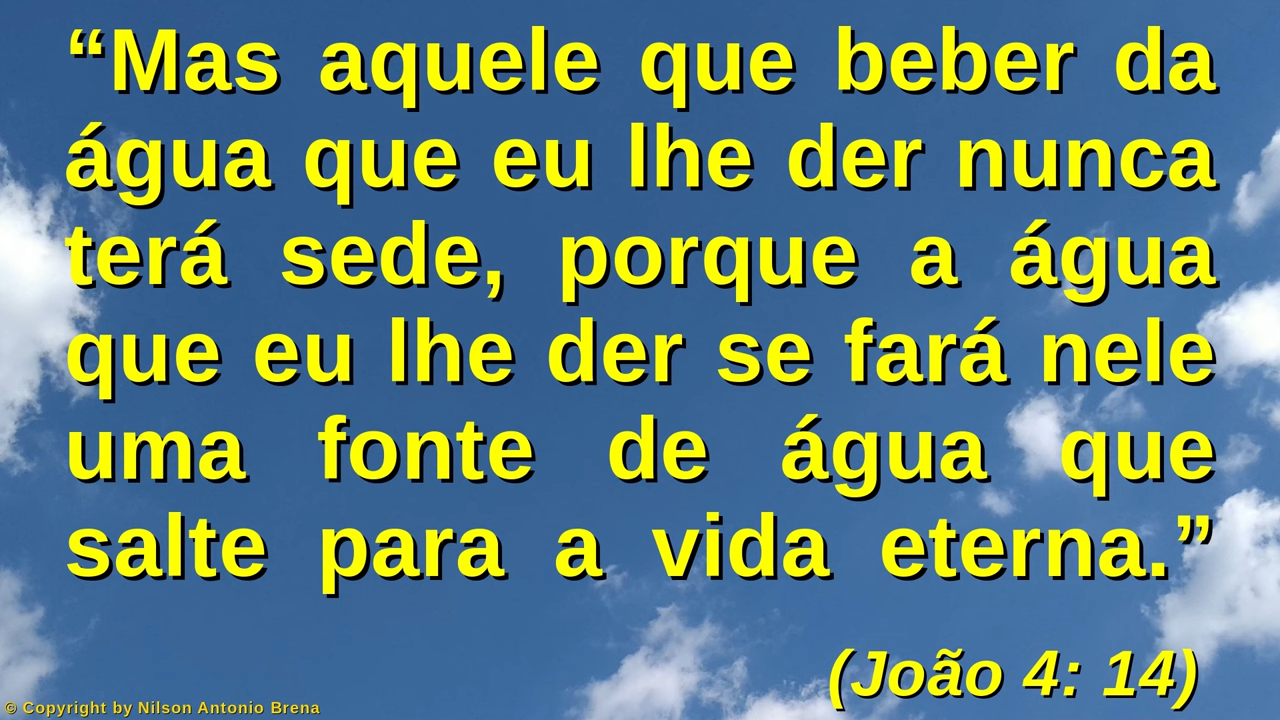 “Mas aquele que beber da
água que eu lhe der nunca
terá sede, porque a água
que eu lhe der se fará nele
uma fonte de água que
salte para a vida eterna.”
(João 4: 14)
© Copyright by Nilson Antonio Brena